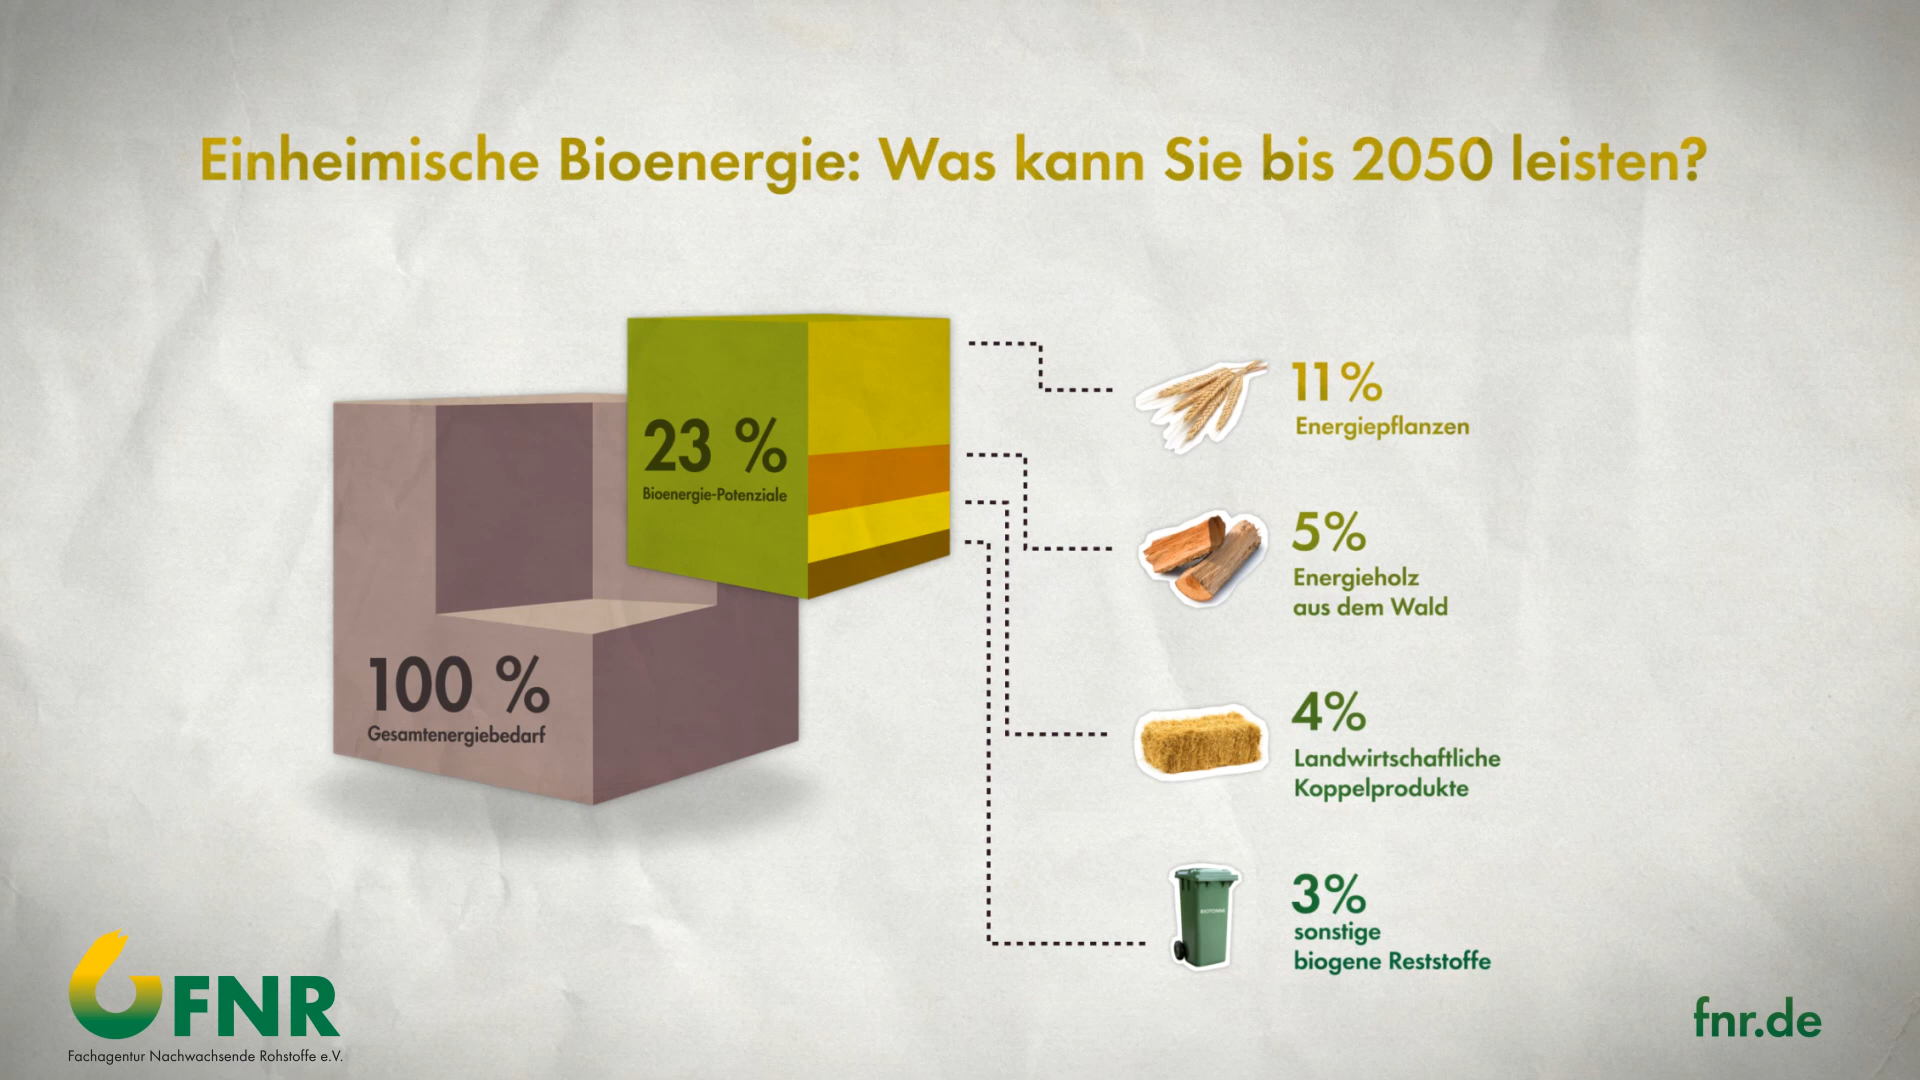 Einheimische Bioenergie: Was kann Sie bis 2050 leisten?
23 %
Bioenergie-Potenziale
100 %
Gesamtenergiebedarf
11%
Energiepflanzen
5%
Energieholz
aus dem Wald
4%
Landwirtschaftliche
Koppelprodukte
BIOTONNE
3%
sonstige
biogene Reststoffe
FNR
Fachagentur Nachwachsende Rohstoffe e.V.
fnr.de